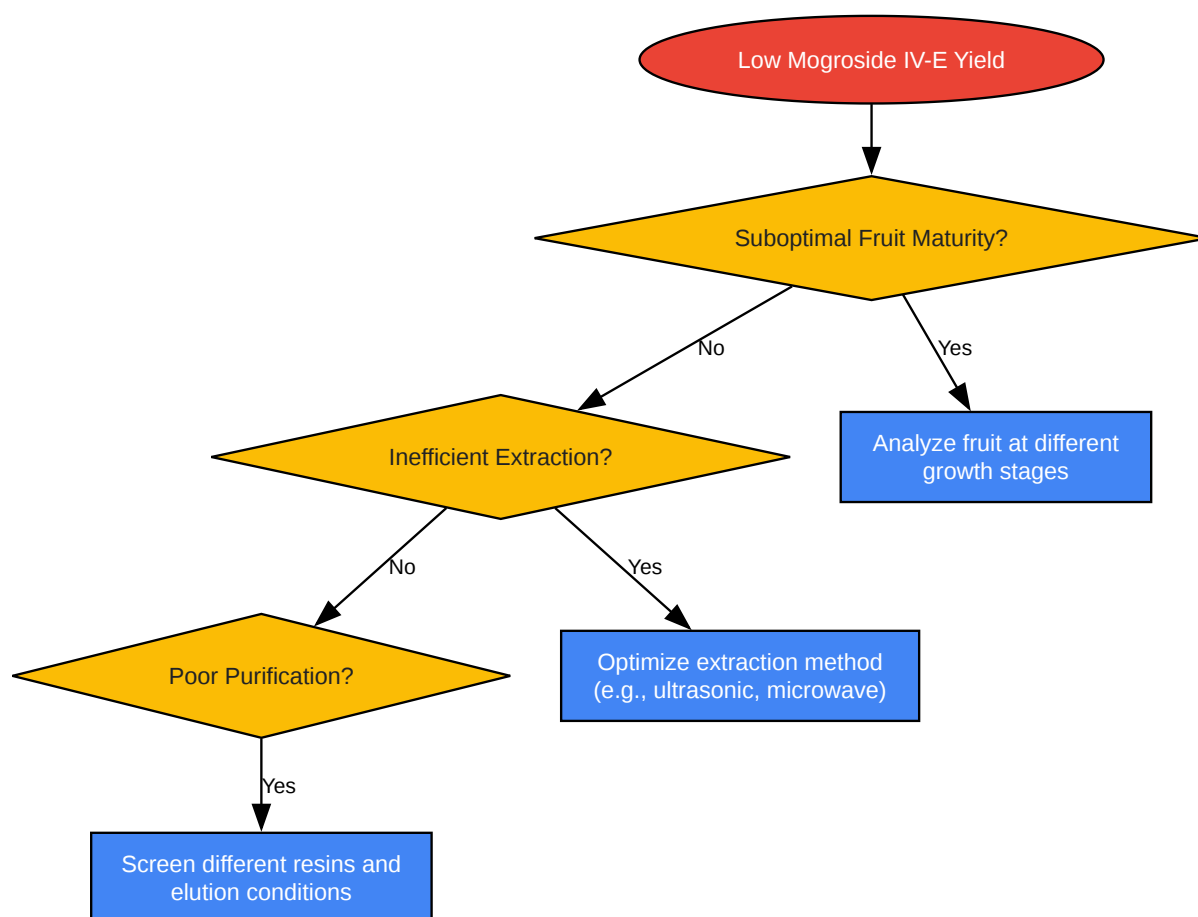 Low Mogroside IV-E Yield
Suboptimal Fruit Maturity?
No
Yes
Inefficient Extraction?
Analyze fruit at different
growth stages
No
Yes
Poor Purification?
Optimize extraction method
(e.g., ultrasonic, microwave)
Yes
Screen different resins and
elution conditions